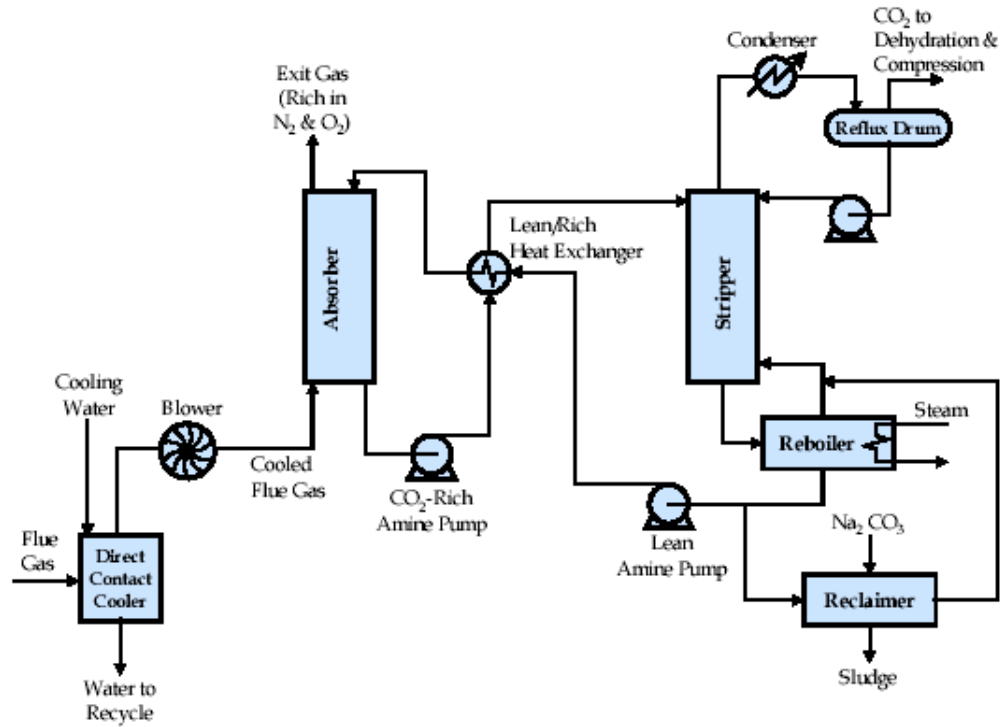 CO₂ to
Dehydration &
Compression
Condenser
Exit Gas
(Rich in
N₂ & O₂)
Reflux Drum
Lean/Rich
Heat Exchanger
Absorber
Stripper
Cooling
Water
Blower
Steam
Reboiler
Cooled
Flue Gas
CO₂-Rich
Amine Pump
Na₂ CO₃
Flue
Gas
Direct
Contact
Cooler
Lean
Amine Pump
Reclaimer
Water to
Recycle
Sludge